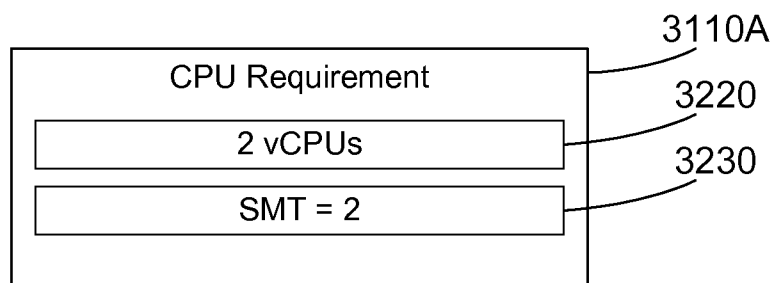 3110A
CPU Requirement
3220
2 vCPUs
3230
SMT = 2